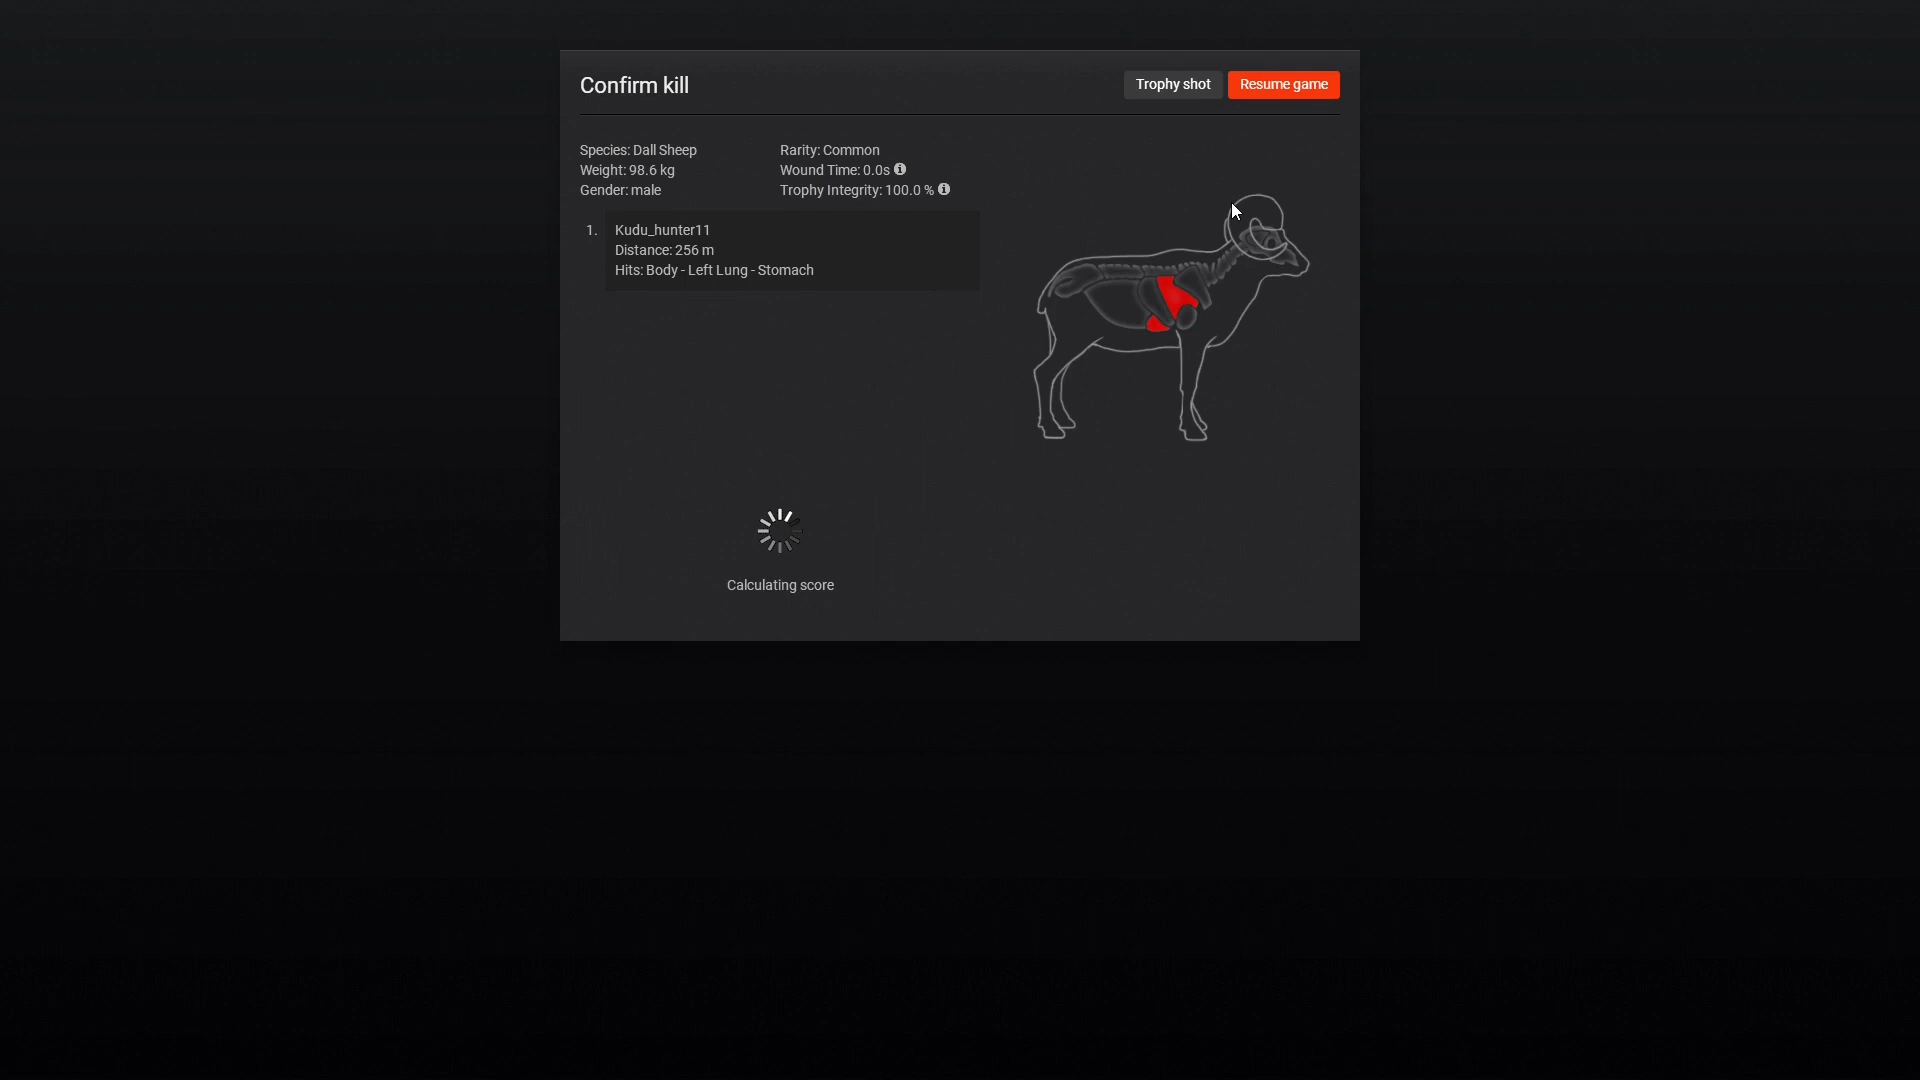 Confirm kill
Trophy shot
Resume game
Species: Dall Sheep
Weight: 98.6 kg
Gender: male
Rarity: Common
Wound Time: 0.0s
Trophy Integrity: 100.0 %
1.
Kudu_hunter11
Distance: 256 m
Hits: Body - Left Lung - Stomach
Calculating score